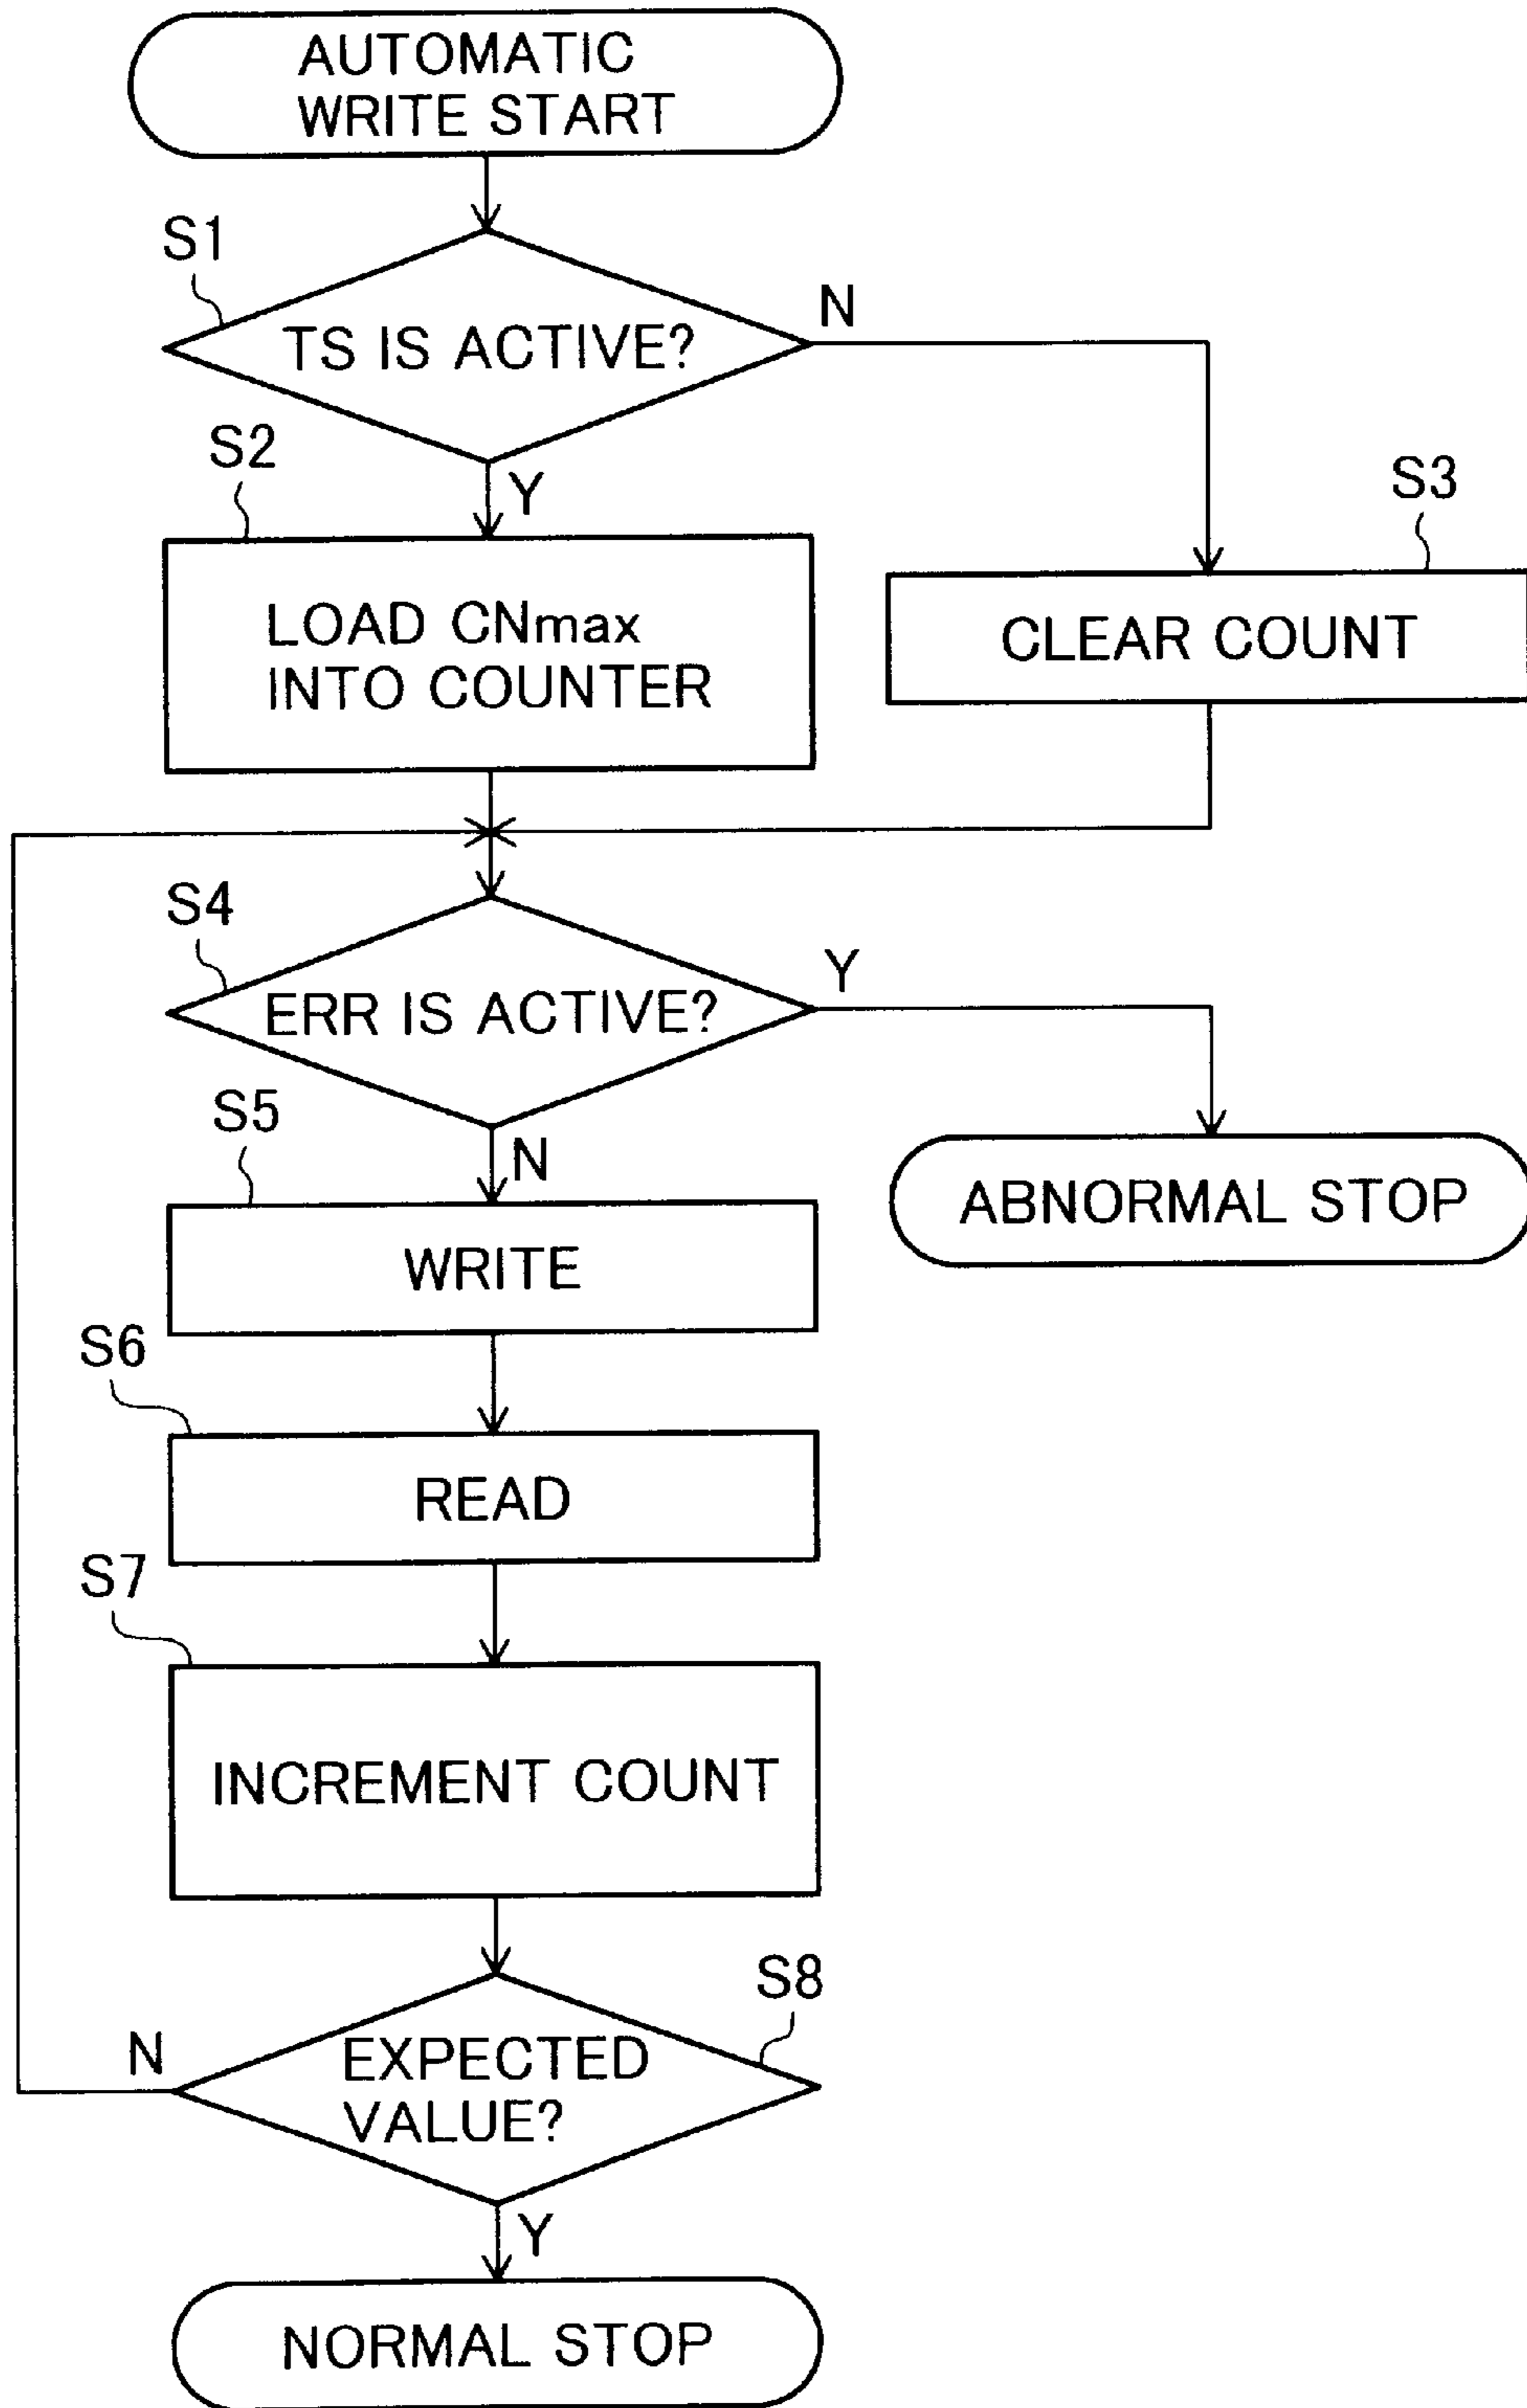 AUTOMATIC
WRITE START
S1
TS IS ACTIVE?
N
S2
Y
S3
LOAD CNmax
INTO COUNTER
CLEAR COUNT
S4
ERR IS ACTIVE?
Y
S5
N
ABNORMAL STOP
WRITE
S6
READ
S7
INCREMENT COUNT
S8
N
EXPECTED
VALUE?
Y
NORMAL STOP